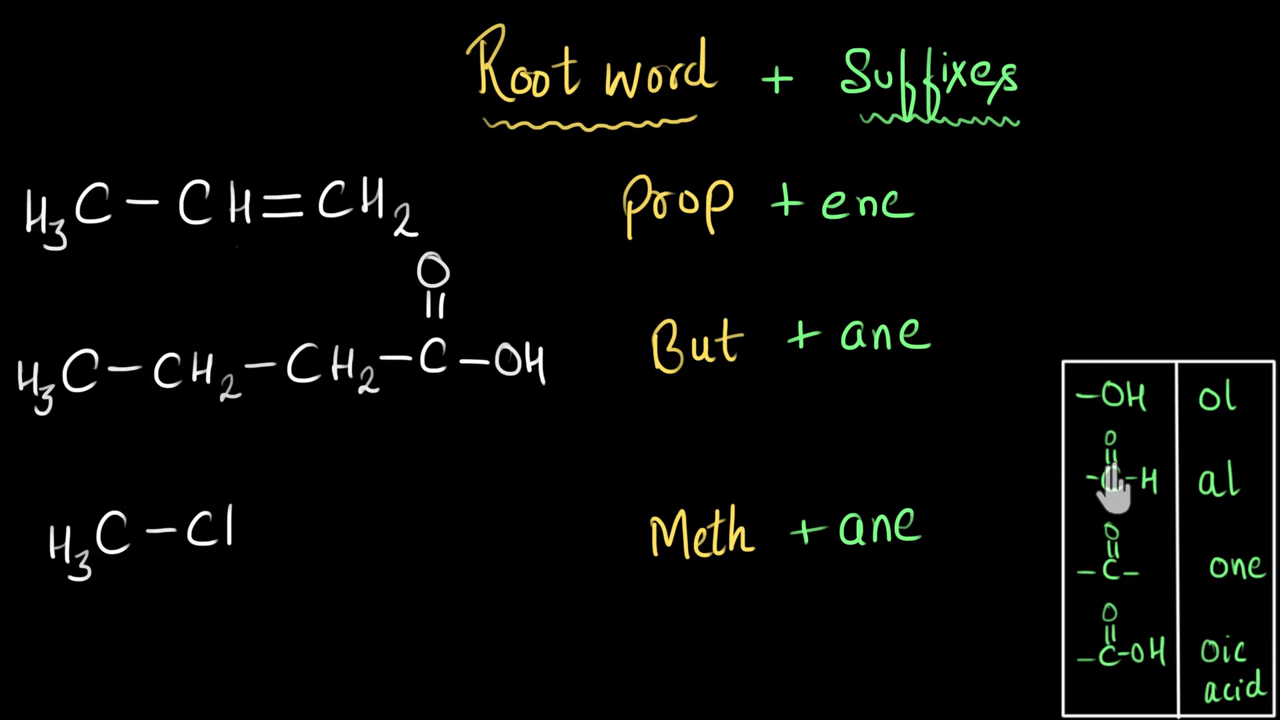 Root word + Suffixes
H3C – CH = CH2
Prop + ene
O
||
H3C – CH2 – CH2 – C – OH
But + ane
H3C – Cl
Meth + ane
–OH ol
O
||
–C–H al
O
||
–C– one
O
||
–C–OH oic
acid